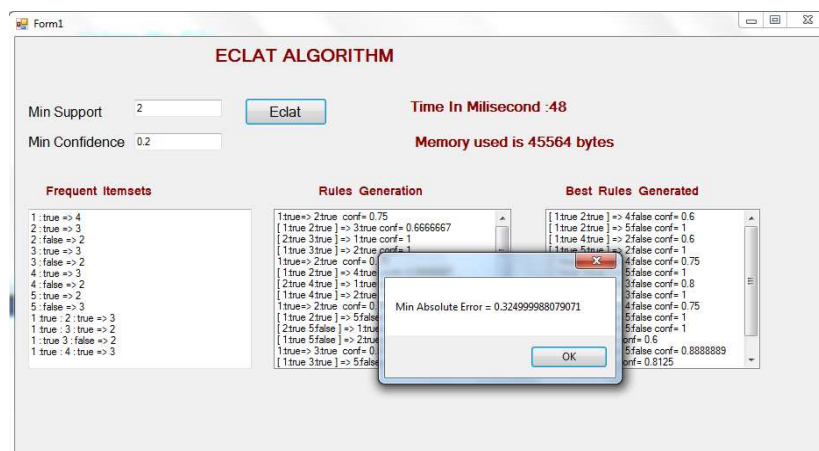 Form1
ECLAT ALGORITHM
Min Support 2 Eclat Time In Milisecond :48
Min Confidence 0.2 Memory used is 45564 bytes
Frequent Itemsets
1 : true => 4
2 : true => 3
2 : false => 2
3 : true => 3
3 : false => 2
4 : true => 3
4 : false => 2
5 : true => 2
5 : false => 3
1 :true : 2 : true => 3
1 :true : 3 : true => 2
1 : true 3 : false => 2
1 :true : 4 : true => 3
Rules Generation
1:true=> 2:true conf= 0.75
[ 1:true 2:true ] => 3:true conf= 0.6666667
[ 2:true 3:true ] => 1:true conf= 1
[ 1:true 3:true ] => 2:true conf= 1
1:true=> 2:true conf= 0.
[ 1:true 2:true ] => 4:true
[ 2:true 4:true ] => 1:true
[ 1:true 4:true ] => 2:true
1:true=> 2:true conf= 0.
[ 1:true 2:true ] => 5:false
[ 2:true 5:false ] => 1:true
[ 1:true 5:false ] => 2:true
1:true=> 3:true conf= 0.
[ 1:true 3:true ] => 5:false
Best Rules Generated
[ 1:true 2:true ] => 4:false conf= 0.6
[ 1:true 2:true ] => 5:false conf= 1
[ 1:true 4:true ] => 2:false conf= 0.6
[ 1:true 5:true ] => 2:false conf= 1
4:false conf= 0.75
5:false conf= 1
3:false conf= 0.8
3:false conf= 1
4:false conf= 0.75
5:false conf= 1
5:false conf= 1
conf= 0.6
5:false conf= 0.8888889
conf= 0.8125
Min Absolute Error = 0.324999988079071
OK